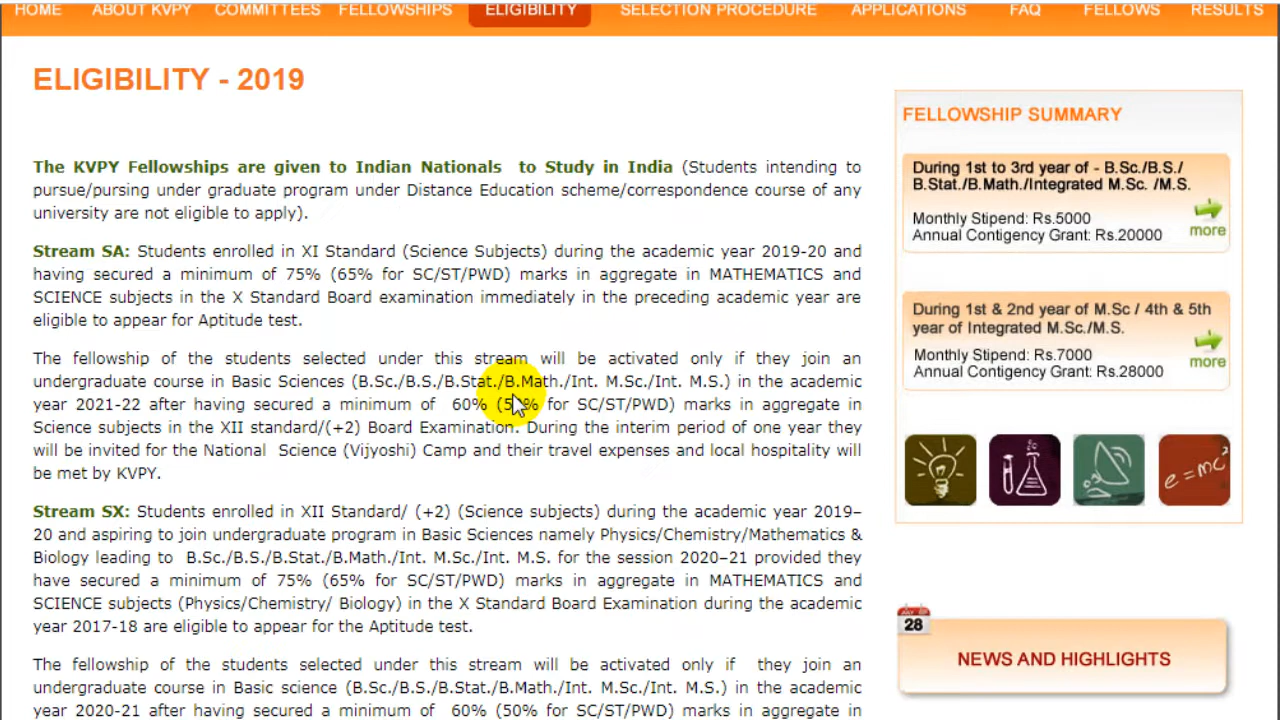 HOME ABOUT KVPY COMMITTEES FELLOWSHIPS ELIGIBILITY SELECTION PROCEDURE APPLICATIONS FAQ FELLOWS RESULTS
ELIGIBILITY - 2019
The KVPY Fellowships are given to Indian Nationals to Study in India (Students intending to
pursue/pursing under graduate program under Distance Education scheme/correspondence course of any
university are not eligible to apply).
Stream SA: Students enrolled in XI Standard (Science Subjects) during the academic year 2019-20 and
having secured a minimum of 75% (65% for SC/ST/PWD) marks in aggregate in MATHEMATICS and
SCIENCE subjects in the X Standard Board examination immediately in the preceding academic year are
eligible to appear for Aptitude test.
The fellowship of the students selected under this stream will be activated only if they join an
undergraduate course in Basic Sciences (B.Sc./B.S./B.Stat./B.Math./Int. M.Sc./Int. M.S.) in the academic
year 2021-22 after having secured a minimum of 60% (50% for SC/ST/PWD) marks in aggregate in
Science subjects in the XII standard/(+2) Board Examination. During the interim period of one year they
will be invited for the National Science (Vijyoshi) Camp and their travel expenses and local hospitality will
be met by KVPY.
Stream SX: Students enrolled in XII Standard/ (+2) (Science subjects) during the academic year 2019–
20 and aspiring to join undergraduate program in Basic Sciences namely Physics/Chemistry/Mathematics &
Biology leading to B.Sc./B.S./B.Stat./B.Math./Int. M.Sc./Int. M.S. for the session 2020–21 provided they
have secured a minimum of 75% (65% for SC/ST/PWD) marks in aggregate in MATHEMATICS and
SCIENCE subjects (Physics/Chemistry/ Biology) in the X Standard Board Examination during the academic
year 2017-18 are eligible to appear for the Aptitude test.
The fellowship of the students selected under this stream will be activated only if they join an
undergraduate course in Basic science (B.Sc./B.S./B.Stat./B.Math./Int. M.Sc./Int. M.S.) in the academic
year 2020-21 after having secured a minimum of 60% (50% for SC/ST/PWD) marks in aggregate in
FELLOWSHIP SUMMARY
During 1st to 3rd year of - B.Sc./B.S./
B.Stat./B.Math./Integrated M.Sc. /M.S.
Monthly Stipend: Rs.5000
Annual Contigency Grant: Rs.20000
more
During 1st & 2nd year of M.Sc / 4th & 5th
year of Integrated M.Sc./M.S.
Monthly Stipend: Rs.7000
Annual Contigency Grant: Rs.28000
more
e=mc²
28
NEWS AND HIGHLIGHTS